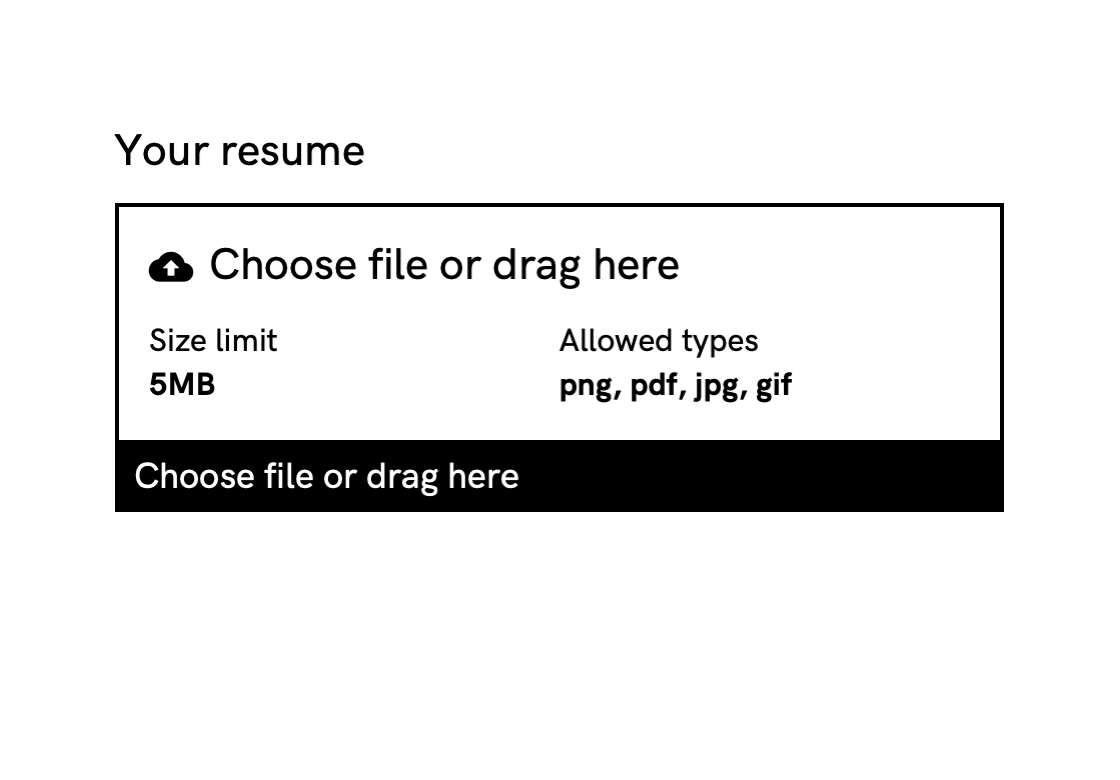 Your resume
Choose file or drag here
Size limit
5MB
Allowed types
png, pdf, jpg, gif
Choose file or drag here